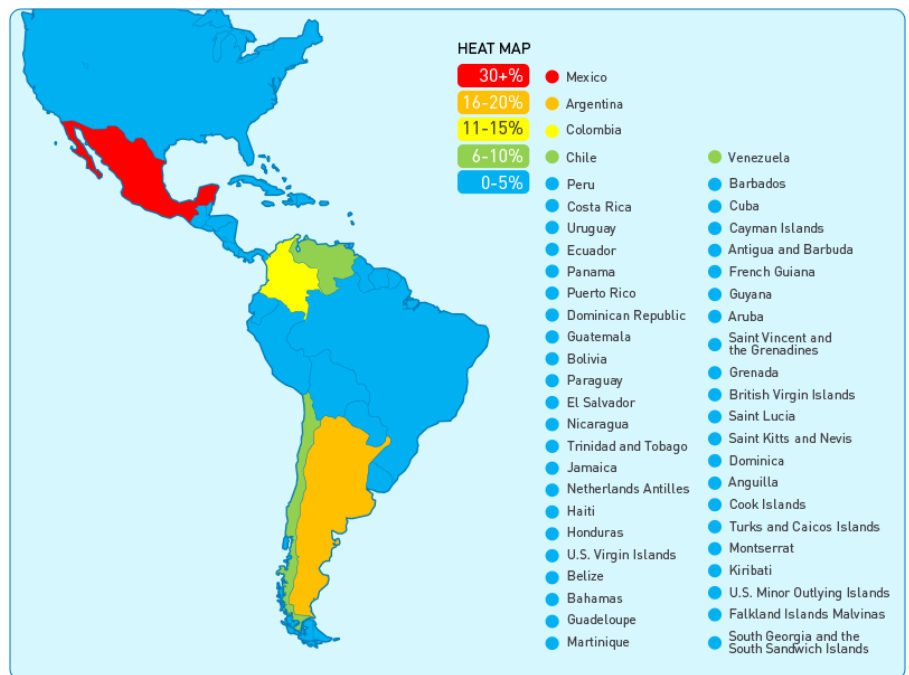 HEAT MAP
30+%
Mexico
16-20%
Argentina
11-15%
Colombia
6-10%
Chile
0-5%
Peru
Costa Rica
Uruguay
Ecuador
Panama
Puerto Rico
Dominican Republic
Guatemala
Bolivia
Paraguay
El Salvador
Nicaragua
Trinidad and Tobago
Jamaica
Netherlands Antilles
Haiti
Honduras
U.S. Virgin Islands
Belize
Bahamas
Guadeloupe
Martinique
Venezuela
Barbados
Cuba
Cayman Islands
Antigua and Barbuda
French Guiana
Guyana
Aruba
Saint Vincent and
the Grenadines
Grenada
British Virgin Islands
Saint Lucia
Saint Kitts and Nevis
Dominica
Anguilla
Cook Islands
Turks and Caicos Islands
Montserrat
Kiribati
U.S. Minor Outlying Islands
Falkland Islands Malvinas
South Georgia and the
South Sandwich Islands